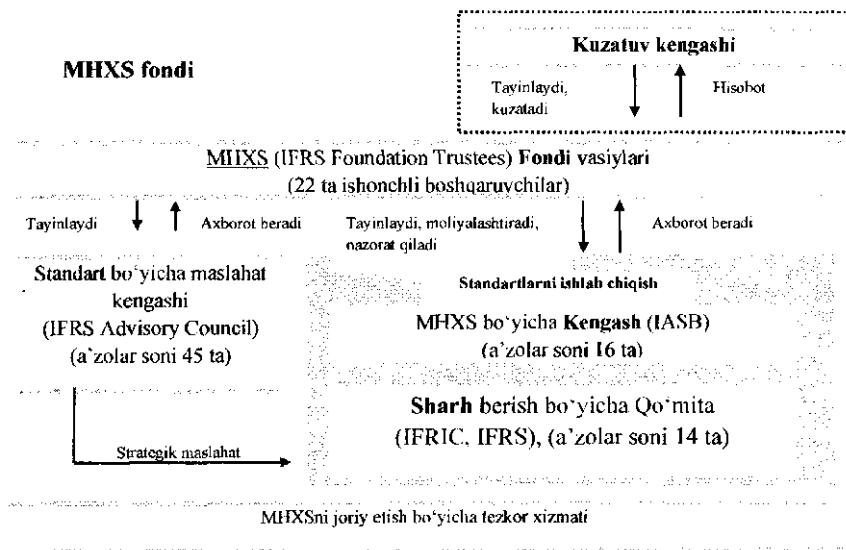 MHXS fondi
Kuzatuv kengashi
Tayinlaydi,
kuzatadi
Hisobot
MHXS (IFRS Foundation Trustees) Fondi vasiylari
(22 ta ishonchli boshqaruvchilar)
Tayinlaydi
Axborot beradi
Tayinlaydi, moliyalashtiradi,
nazorat qiladi
Axborot beradi
Standart bo‘yicha maslahat
kengashi
(IFRS Advisory Council)
(a’zolar soni 45 ta)
Standartlarni ishlab chiqish
MHXS bo‘yicha Kengash (IASB)
(a’zolar soni 16 ta)
Sharh berish bo‘yicha Qo‘mita
(IFRIC, IFRS), (a’zolar soni 14 ta)
Strategik maslahat
MHXSni joriy etish bo‘yicha tezkor xizmati